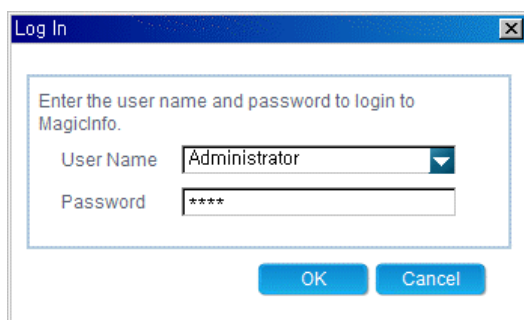 Log In
Enter the user name and password to login to
MagicInfo.
User Name Administrator
Password ****
OK Cancel